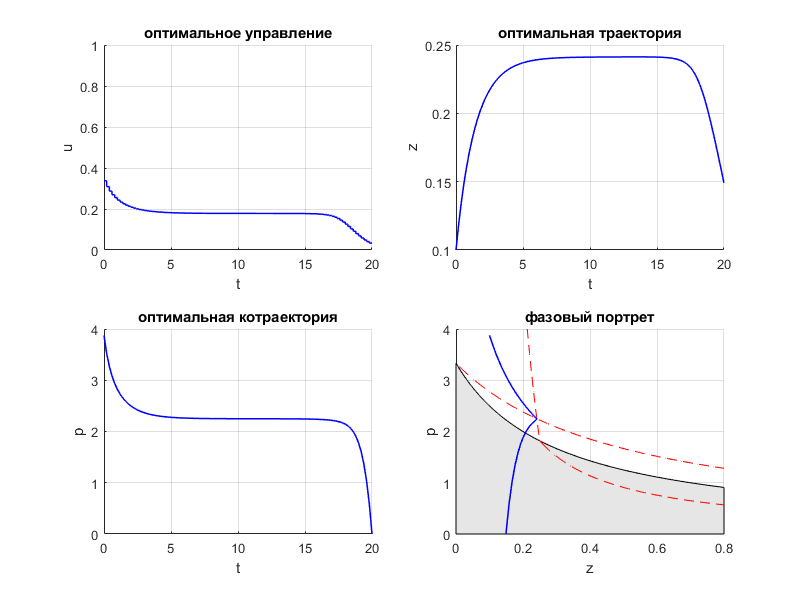 оптимальное управление
1
0.8
0.6
0.4
0.2
0
u
0 5 10 15 20
t
оптимальная траектория
0.25
0.2
0.15
0.1
z
0 5 10 15 20
t
оптимальная котраектория
4
3
2
1
0
p
0 5 10 15 20
t
фазовый портрет
4
3
2
1
0
p
0 0.2 0.4 0.6 0.8
z